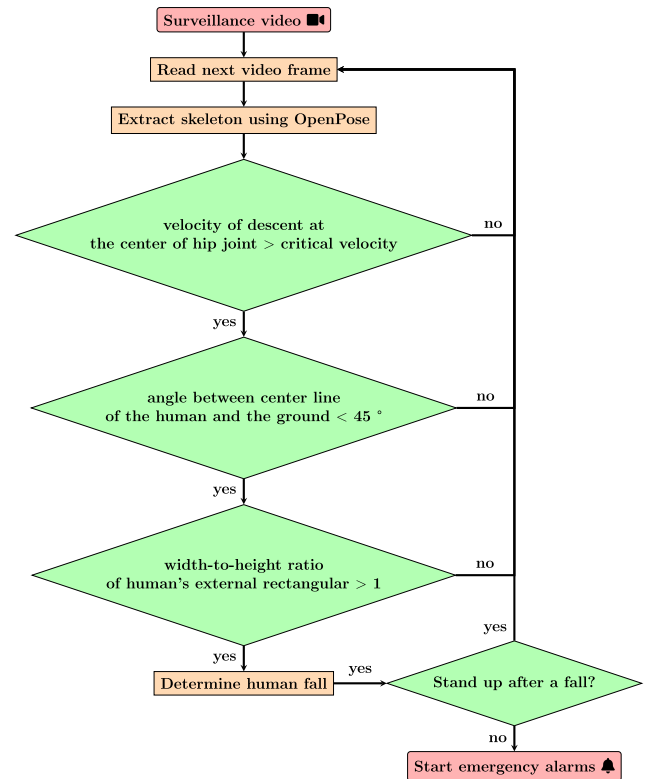 Surveillance video
Read next video frame
Extract skeleton using OpenPose
velocity of descent at
the center of hip joint > critical velocity
no
yes
angle between center line
of the human and the ground < 45 °
no
yes
width-to-height ratio
of human's external rectangular > 1
no
yes
Determine human fall
yes
Stand up after a fall?
yes
no
Start emergency alarms